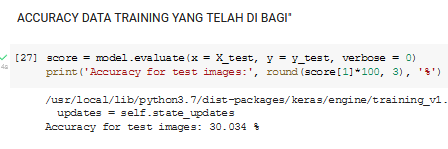 ACCURACY DATA TRAINING YANG TELAH DI BAGI"
[27] score = model.evaluate(x = X_test, y = y_test, verbose = 0)
print('Accuracy for test images:', round(score[1]*100, 3), '%')
4s
/usr/local/lib/python3.7/dist-packages/keras/engine/training_v1.
updates = self.state_updates
Accuracy for test images: 30.034 %